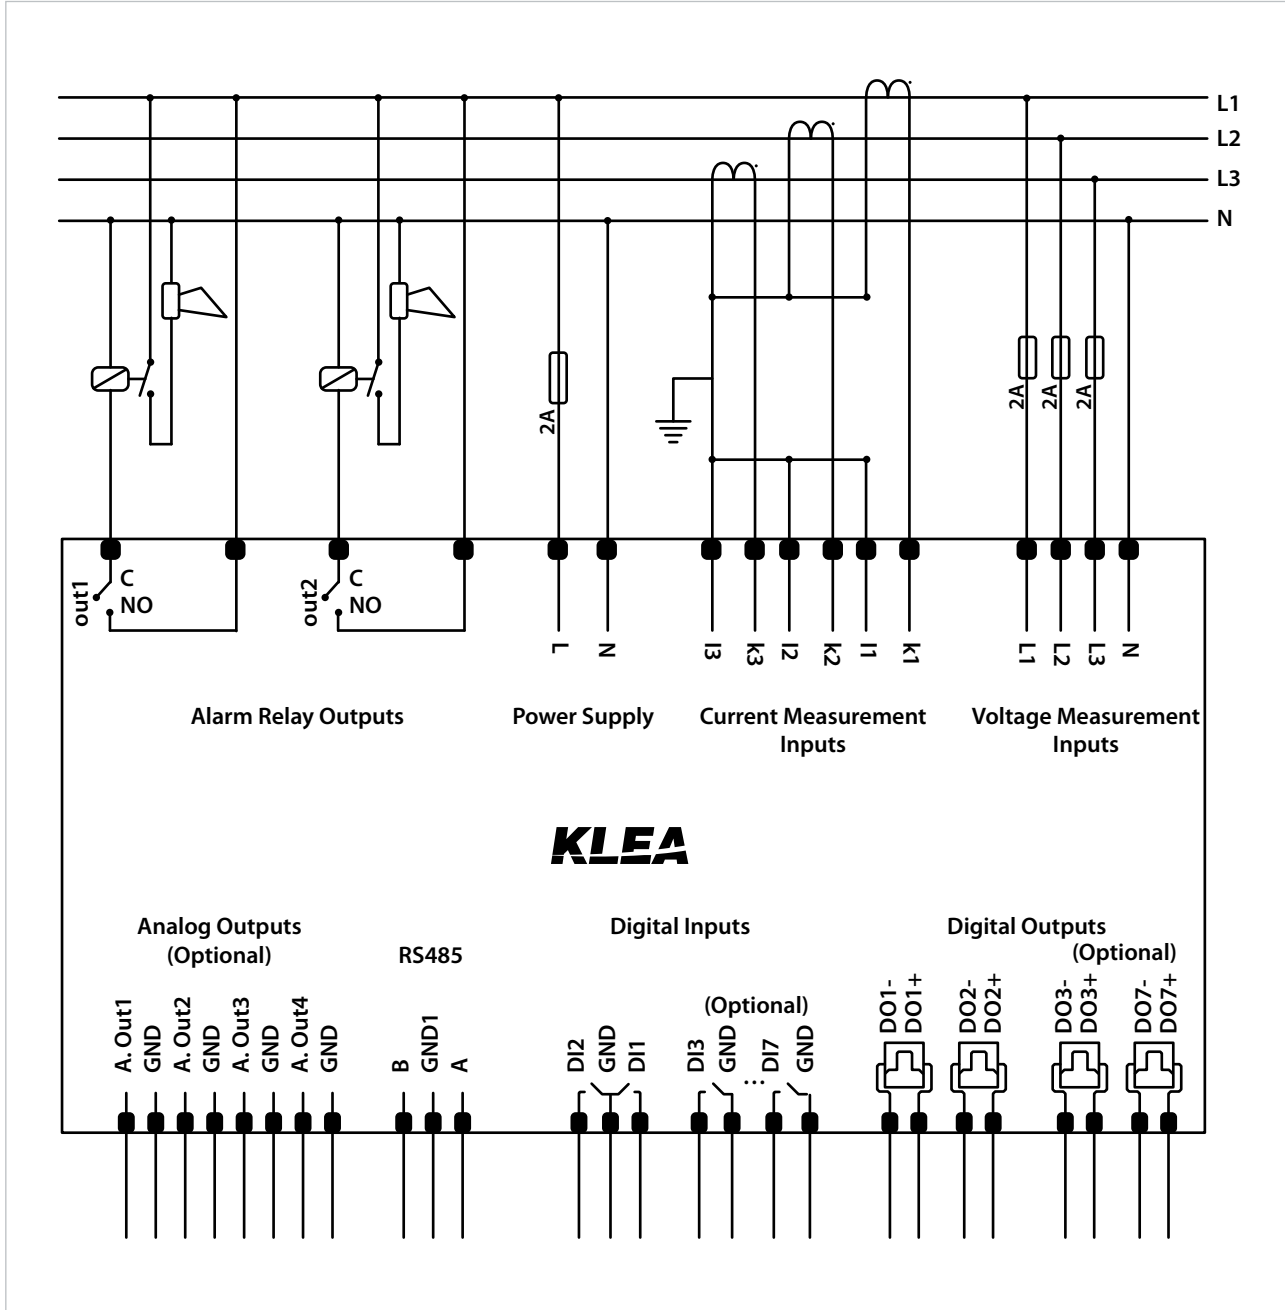 L1
L2
L3
N
2A
2A
2A
2A
out1
C
NO
out2
C
NO
L
N
l3
k3
l2
k2
l1
k1
L1
L2
L3
N
Alarm Relay Outputs
Power Supply
Current Measurement
Inputs
Voltage Measurement
Inputs
KLEA
Analog Outputs
(Optional)
RS485
Digital Inputs
Digital Outputs
(Optional)
(Optional)
A. Out1
GND
A. Out2
GND
A. Out3
GND
A. Out4
GND
B
GND1
A
DI2
GND
DI1
DI3
GND
...
DI7
GND
DO1-
DO1+
DO2-
DO2+
DO3-
DO3+
DO7-
DO7+